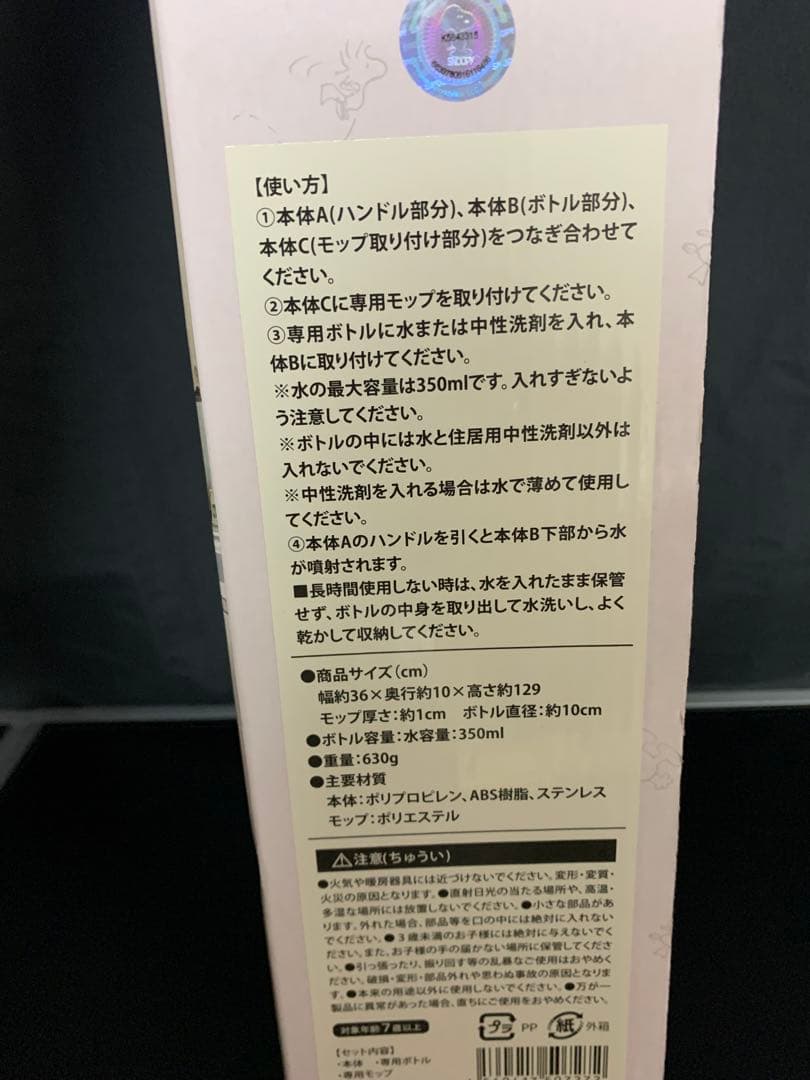 K5643315
SNOOPY
【使い方】
①本体A(ハンドル部分)、本体B(ボトル部分)、
本体C(モップ取り付け部分)をつなぎ合わせて
ください。
②本体Cに専用モップを取り付けてください。
③専用ボトルに水または中性洗剤を入れ、本
体Bに取り付けてください。
※水の最大容量は350mlです。入れすぎないよ
う注意してください。
※ボトルの中には水と住居用中性洗剤以外は
入れないでください。
※中性洗剤を入れる場合は水で薄めて使用し
てください。
④本体Aのハンドルを引くと本体B下部から水
が噴射されます。
■長時間使用しない時は、水を入れたまま保管
せず、ボトルの中身を取り出して水洗いし、よく
乾かして収納してください。
●商品サイズ(cm)
幅約36×奥行約10×高さ約129
モップ厚さ:約1cm ボトル直径:約10cm
●ボトル容量:水容量:350ml
●重量:630g
●主要材質
本体:ポリプロピレン、ABS樹脂、ステンレス
モップ:ポリエステル
⚠注意(ちゅうい)
●火気や暖房器具には近づけないでください。変形・変質・
火災の原因となります。●直射日光の当たる場所や、高温・
多湿な場所には放置しないでください。●小さな部品があ
ります。外れた場合、部品等を口の中には絶対に入れない
でください。●3歳未満のお子様には絶対に与えないでくだ
さい。また、お子様の手の届かない場所に保管してくださ
い。●引っ張ったり、振り回す等の乱暴なご使用はおやめく
ださい。破損・変形・部品外れや思わぬ事故の原因となりま
す。●本来の用途以外に使用しないでください。●万が一
製品に異常があった場合、直ちにご使用をおやめください。
対象年齢7歳以上
プラ PP 紙 外箱
【セット内容】
・本体 ・専用ボトル
・専用モップ